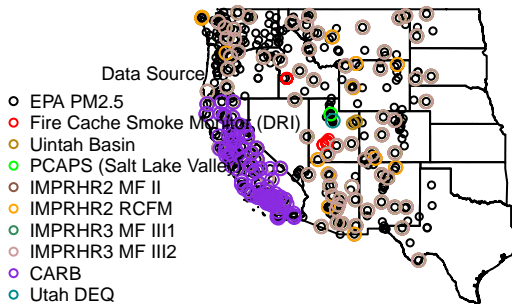 Data Source
EPA PM2.5
Fire Cache Smoke Monitor (DRI)
Uintah Basin
PCAPS (Salt Lake Valley)
IMPRHR2 MF II
IMPRHR2 RCFM
IMPRHR3 MF III1
IMPRHR3 MF III2
CARB
Utah DEQ